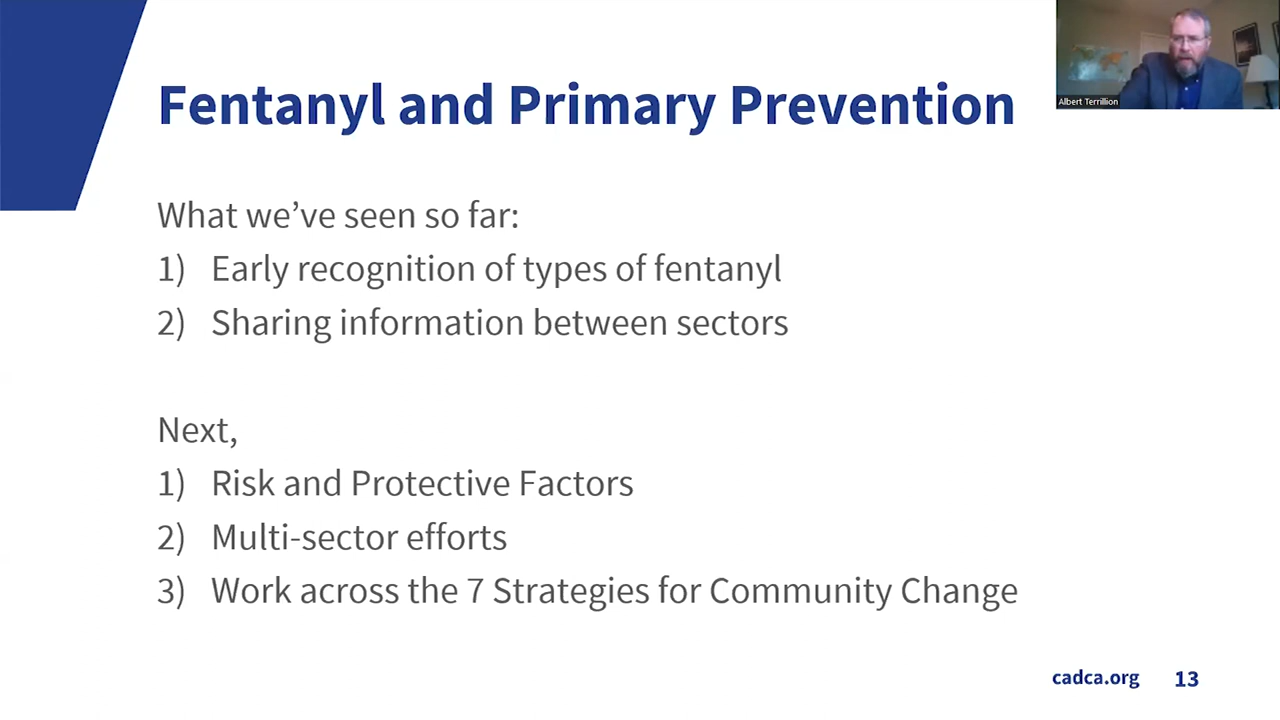 Fentanyl and Primary Prevention
Albert Terrillion
What we’ve seen so far:
1) Early recognition of types of fentanyl
2) Sharing information between sectors
Next,
1) Risk and Protective Factors
2) Multi-sector efforts
3) Work across the 7 Strategies for Community Change
cadca.org 13